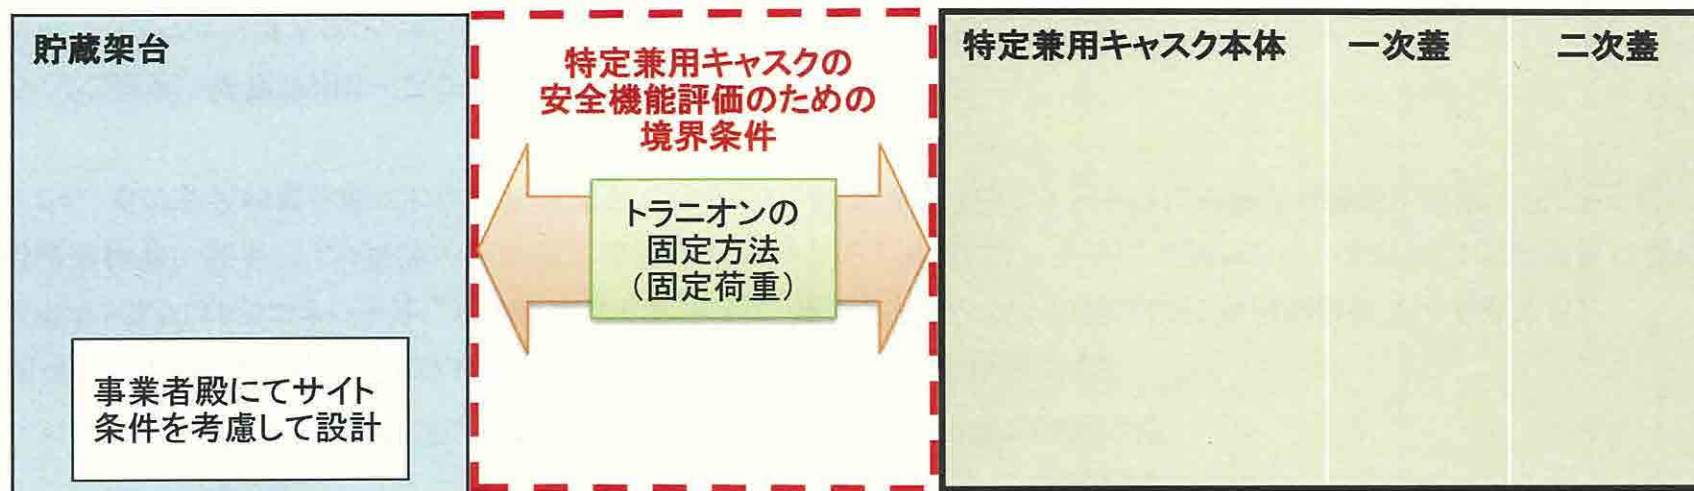 貯蔵架台
特定兼用キャスクの
安全機能評価のための
境界条件
トラニオンの
固定方法
（固定荷重）
事業者殿にてサイト
条件を考慮して設計
特定兼用キャスク本体
一次蓋
二次蓋